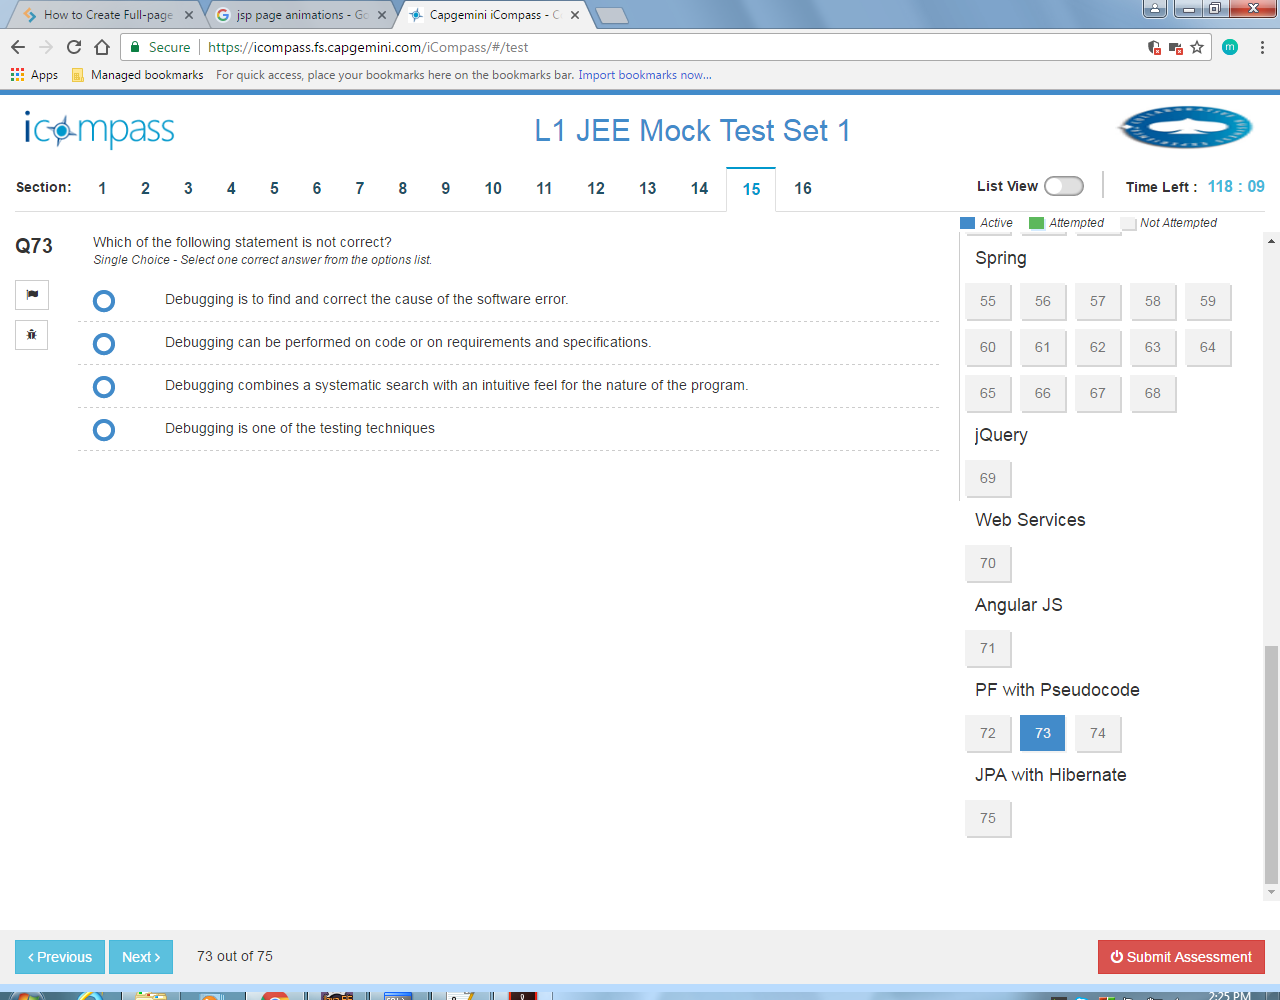 How to Create Full-page
jsp page animations - Go
Capgemini iCompass - C
Secure
https://icompass.fs.capgemini.com/iCompass/#/test
m
Apps
Managed bookmarks
For quick access, place your bookmarks here on the bookmarks bar. Import bookmarks now...
icompass
L1 JEE Mock Test Set 1
Section: 1 2 3 4 5 6 7 8 9 10 11 12 13 14 15 16
List View
Time Left : 118 : 09
Active Attempted Not Attempted
Q73
Which of the following statement is not correct?
Single Choice - Select one correct answer from the options list.
Debugging is to find and correct the cause of the software error.
Debugging can be performed on code or on requirements and specifications.
Debugging combines a systematic search with an intuitive feel for the nature of the program.
Debugging is one of the testing techniques
Spring
55 56 57 58 59
60 61 62 63 64
65 66 67 68
jQuery
69
Web Services
70
Angular JS
71
PF with Pseudocode
72 73 74
JPA with Hibernate
75
‹ Previous
Next ›
73 out of 75
Submit Assessment
2:25 PM